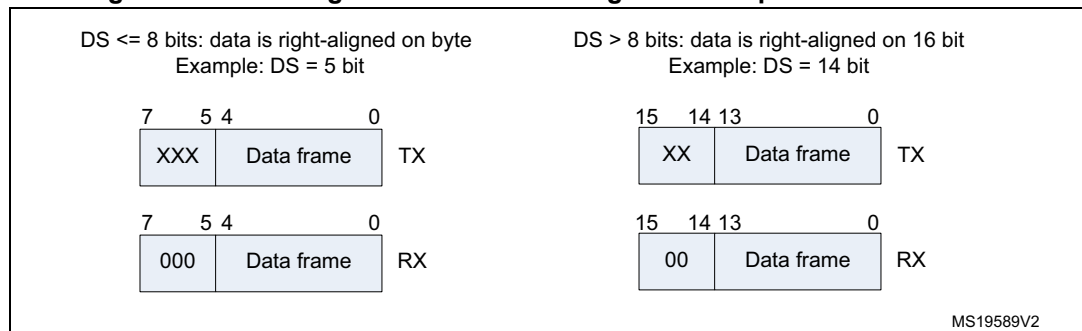 DS <= 8 bits: data is right-aligned on byte
Example: DS = 5 bit
7 5 4 0
XXX Data frame TX
7 5 4 0
000 Data frame RX
DS > 8 bits: data is right-aligned on 16 bit
Example: DS = 14 bit
15 14 13 0
XX Data frame TX
15 14 13 0
00 Data frame RX
MS19589V2